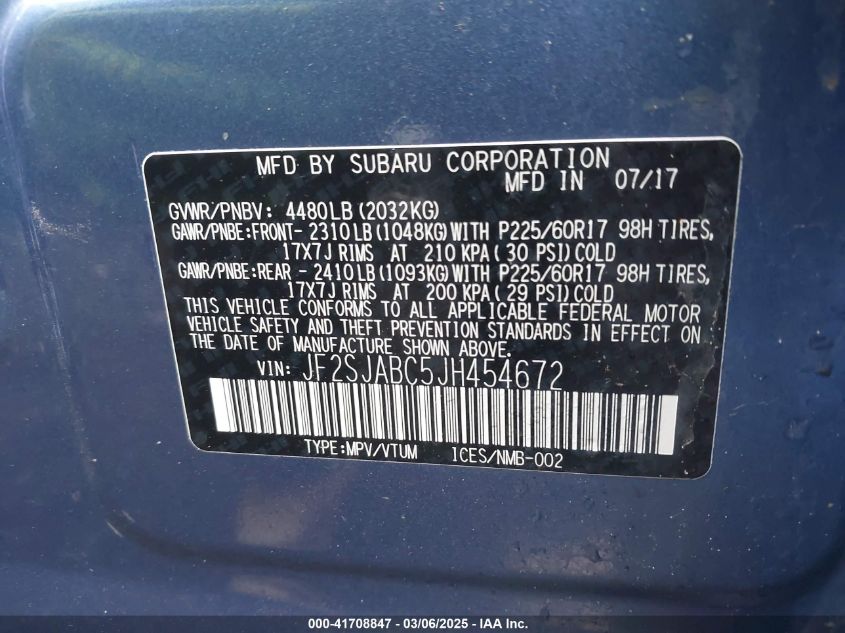 MFD BY SUBARU CORPORATION
MFD IN 07/17
GVWR/PNBV: 4480LB (2032KG)
GAWR/PNBE:FRONT- 2310LB (1048KG) WITH P225/60R17 98H TIRES,
17X7J RIMS AT 210 KPA( 30 PSI) COLD
GAWR/PNBE:REAR - 2410LB (1093KG) WITH P225/60R17 98H TIRES,
17X7J RIMS AT 200 KPA( 29 PSI) COLD
THIS VEHICLE CONFORMS TO ALL APPLICABLE FEDERAL MOTOR
VEHICLE SAFETY AND THEFT PREVENTION STANDARDS IN EFFECT ON
THE DATE OF MANUFACTURE SHOWN ABOVE.
VIN: JF2SJABC5JH454672
TYPE:MPV/VTUM ICES/NMB-002
000-41708847 - 03/06/2025 - IAA Inc.